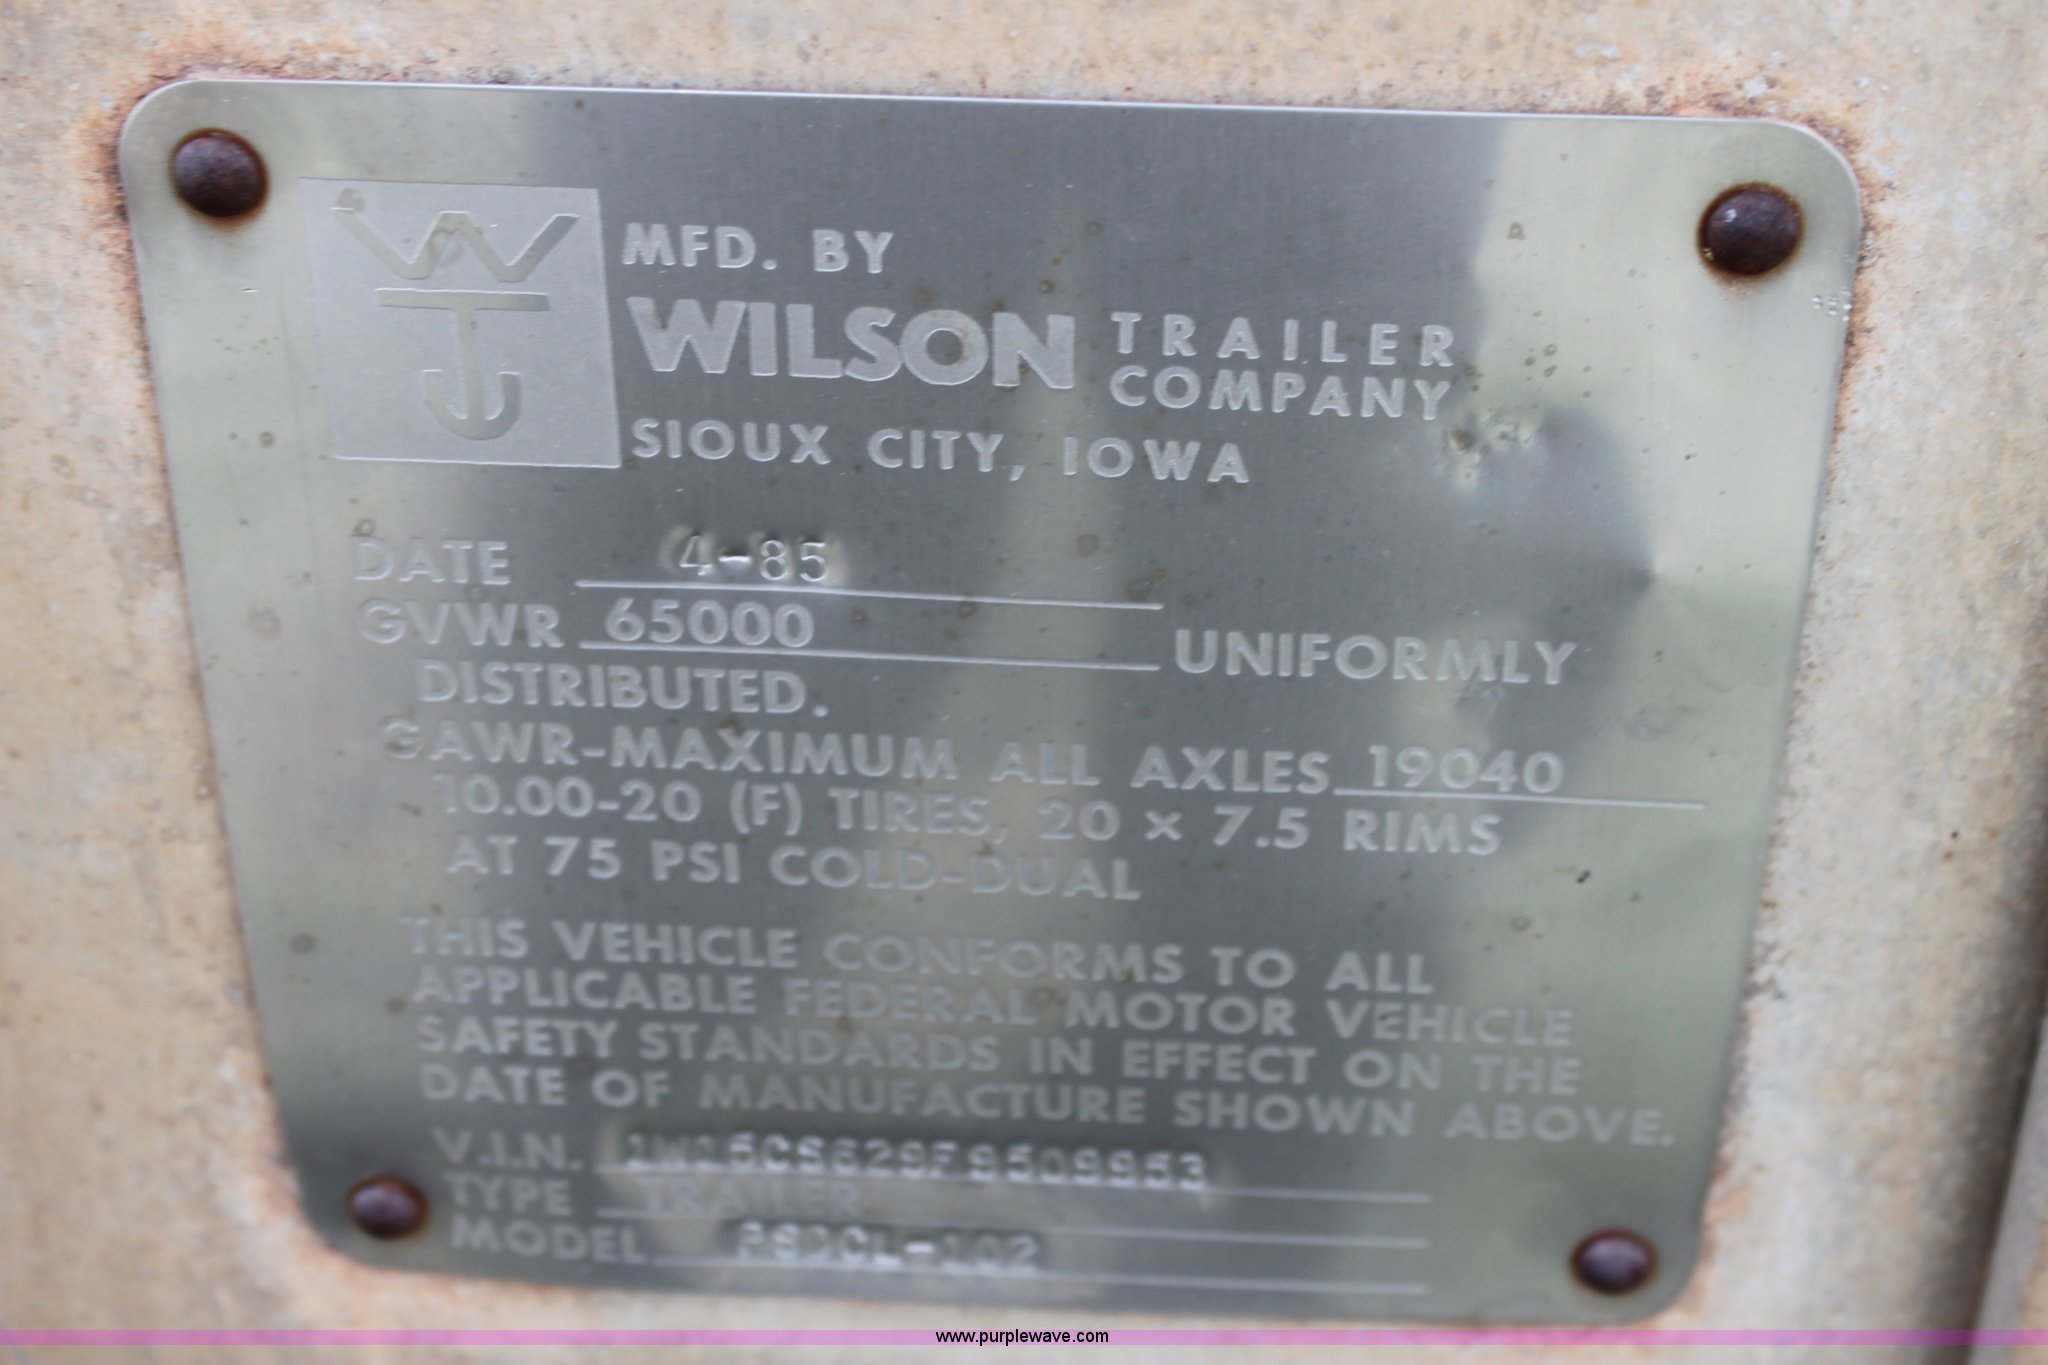 MFD. BY
WILSON TRAILER
COMPANY
SIOUX CITY, IOWA
DATE 4-85
GVWR 65000 UNIFORMLY
DISTRIBUTED.
GAWR-MAXIMUM ALL AXLES 19040
10.00-20 (F) TIRES, 20 × 7.5 RIMS
AT 75 PSI COLD-DUAL
THIS VEHICLE CONFORMS TO ALL
APPLICABLE FEDERAL MOTOR VEHICLE
SAFETY STANDARDS IN EFFECT ON THE
DATE OF MANUFACTURE SHOWN ABOVE.
V.I.N.
TYPE TRAILER
MODEL
www.purplewave.com